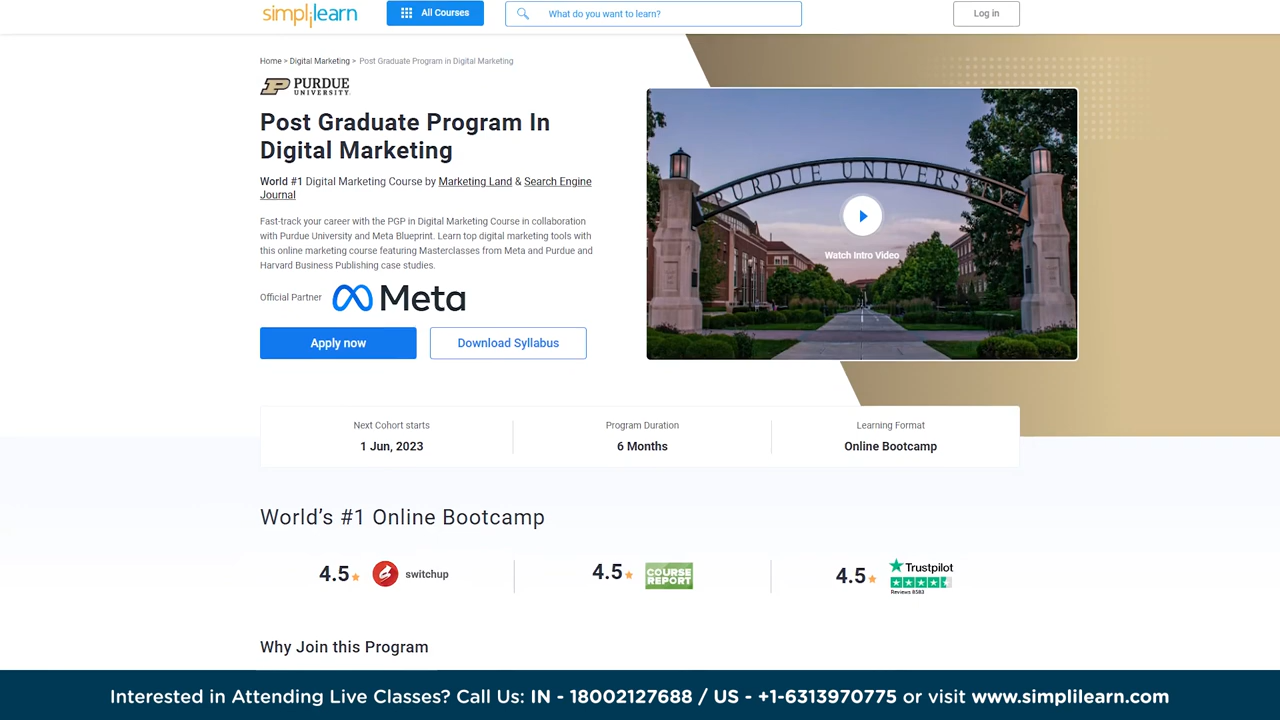 simplilearn
All Courses
What do you want to learn?
Log in
Home > Digital Marketing > Post Graduate Program in Digital Marketing
PURDUE
UNIVERSITY
Post Graduate Program In
Digital Marketing
World #1 Digital Marketing Course by Marketing Land & Search Engine
Journal
Fast-track your career with the PGP in Digital Marketing Course in collaboration
with Purdue University and Meta Blueprint. Learn top digital marketing tools with
this online marketing course featuring Masterclasses from Meta and Purdue and
Harvard Business Publishing case studies.
Official Partner Meta
Apply now
Download Syllabus
PURDUE UNIVERSITY
Watch Intro Video
Next Cohort starts
1 Jun, 2023
Program Duration
6 Months
Learning Format
Online Bootcamp
World's #1 Online Bootcamp
4.5 switchup
4.5 COURSE
REPORT
4.5 Trustpilot
Reviews 8583
Why Join this Program
Interested in Attending Live Classes? Call Us: IN - 18002127688 / US - +1-6313970775 or visit www.simplilearn.com